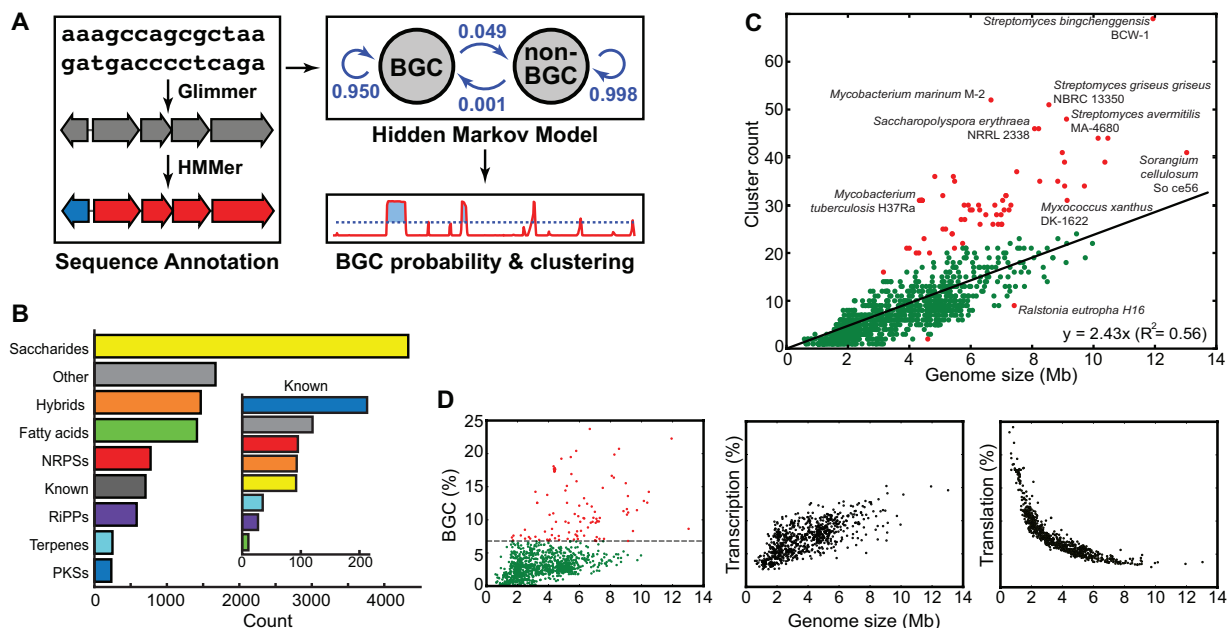 A
aaagccagcgctaa
gatgacccctcaga
Glimmer
HMMer
Sequence Annotation
BGC
non-
BGC
0.950
0.049
0.001
0.998
Hidden Markov Model
BGC probability & clustering
B
Saccharides
Other
Hybrids
Fatty acids
NRPSs
Known
RiPPs
Terpenes
PKSs
0
1000
2000
3000
4000
Count
Known
0
100
200
C
Cluster count
60
50
40
30
20
10
0
0
2
4
6
8
10
12
14
Genome size (Mb)
Streptomyces bingchenggensis
BCW-1
Mycobacterium marinum M-2
Streptomyces griseus griseus
NBRC 13350
Saccharopolyspora erythraea
NRRL 2338
Streptomyces avermitilis
MA-4680
Sorangium
cellulosum
So ce56
Mycobacterium
tuberculosis H37Ra
Myxococcus xanthus
DK-1622
Ralstonia eutropha H16
y = 2.43x (R²= 0.56)
D
BGC (%)
25
20
15
10
5
0
0
2
4
6
8
10
12
14
Transcription (%)
0
2
4
6
8
10
12
14
Genome size (Mb)
Translation (%)
0
2
4
6
8
10
12
14